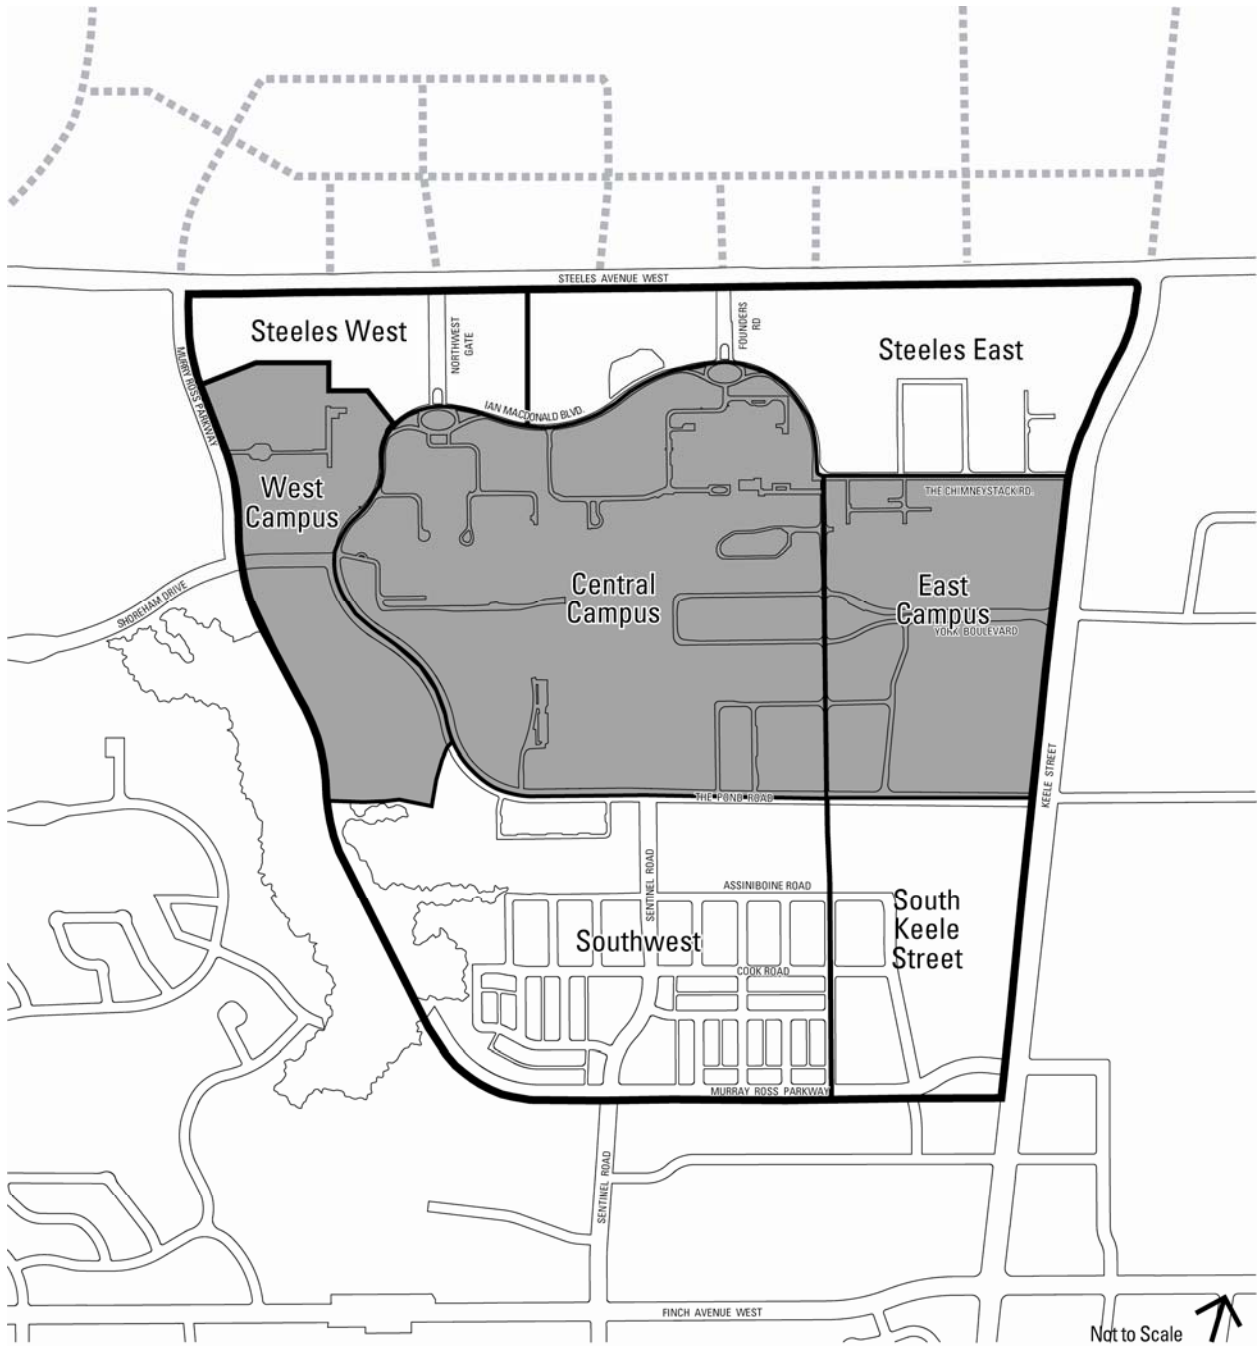 STEELES AVENUE WEST
Steeles West
NORTHWEST
GATE
FOUNDERS
RD
Steeles East
MURRY ROSS PARKWAY
IAN MACDONALD BLVD.
West
Campus
THE CHIMNEYSTACK RD.
Central
Campus
East
Campus
YORK BOULEVARD
SHOREHAM DRIVE
KEELE STREET
THE POND ROAD
SENTINEL ROAD
ASSINIBOINE ROAD
South
Keele
Street
Southwest
COOK ROAD
MURRAY ROSS PARKWAY
SENTINEL ROAD
FINCH AVENUE WEST
Not to Scale